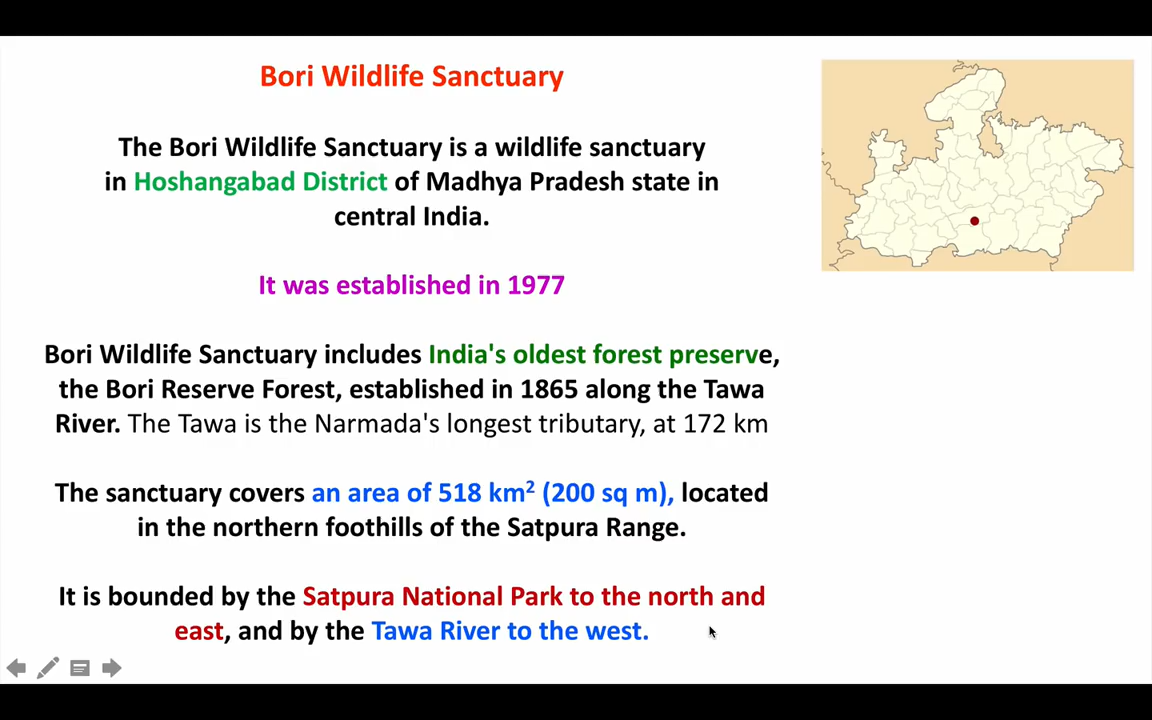 Bori Wildlife Sanctuary
The Bori Wildlife Sanctuary is a wildlife sanctuary
in Hoshangabad District of Madhya Pradesh state in
central India.
It was established in 1977
Bori Wildlife Sanctuary includes India's oldest forest preserve,
the Bori Reserve Forest, established in 1865 along the Tawa
River. The Tawa is the Narmada's longest tributary, at 172 km
The sanctuary covers an area of 518 km² (200 sq m), located
in the northern foothills of the Satpura Range.
It is bounded by the Satpura National Park to the north and
east, and by the Tawa River to the west.